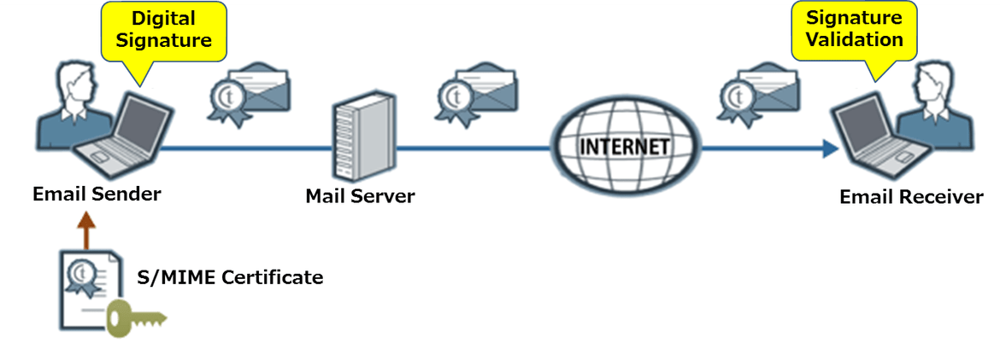 Digital
Signature
Signature
Validation
t
t
t
INTERNET
Email Sender
Mail Server
Email Receiver
t
S/MIME Certificate